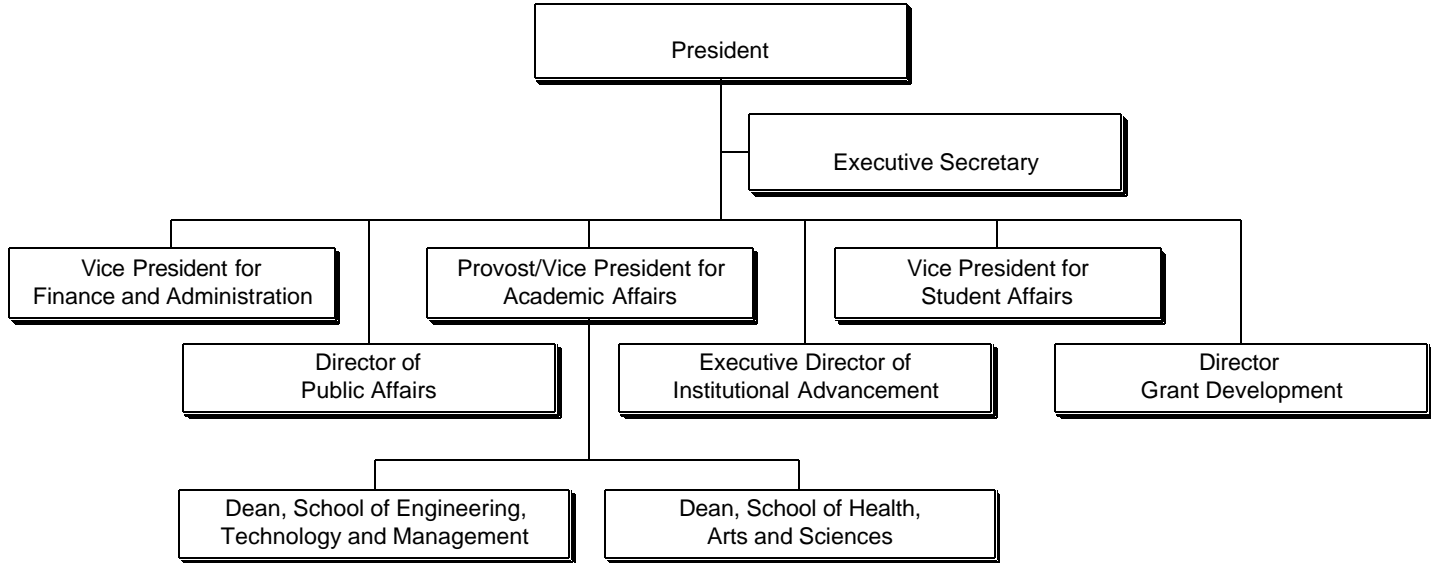 President
Executive Secretary
Vice President for
Finance and Administration
Provost/Vice President for
Academic Affairs
Vice President for
Student Affairs
Director of
Public Affairs
Executive Director of
Institutional Advancement
Director
Grant Development
Dean, School of Engineering,
Technology and Management
Dean, School of Health,
Arts and Sciences